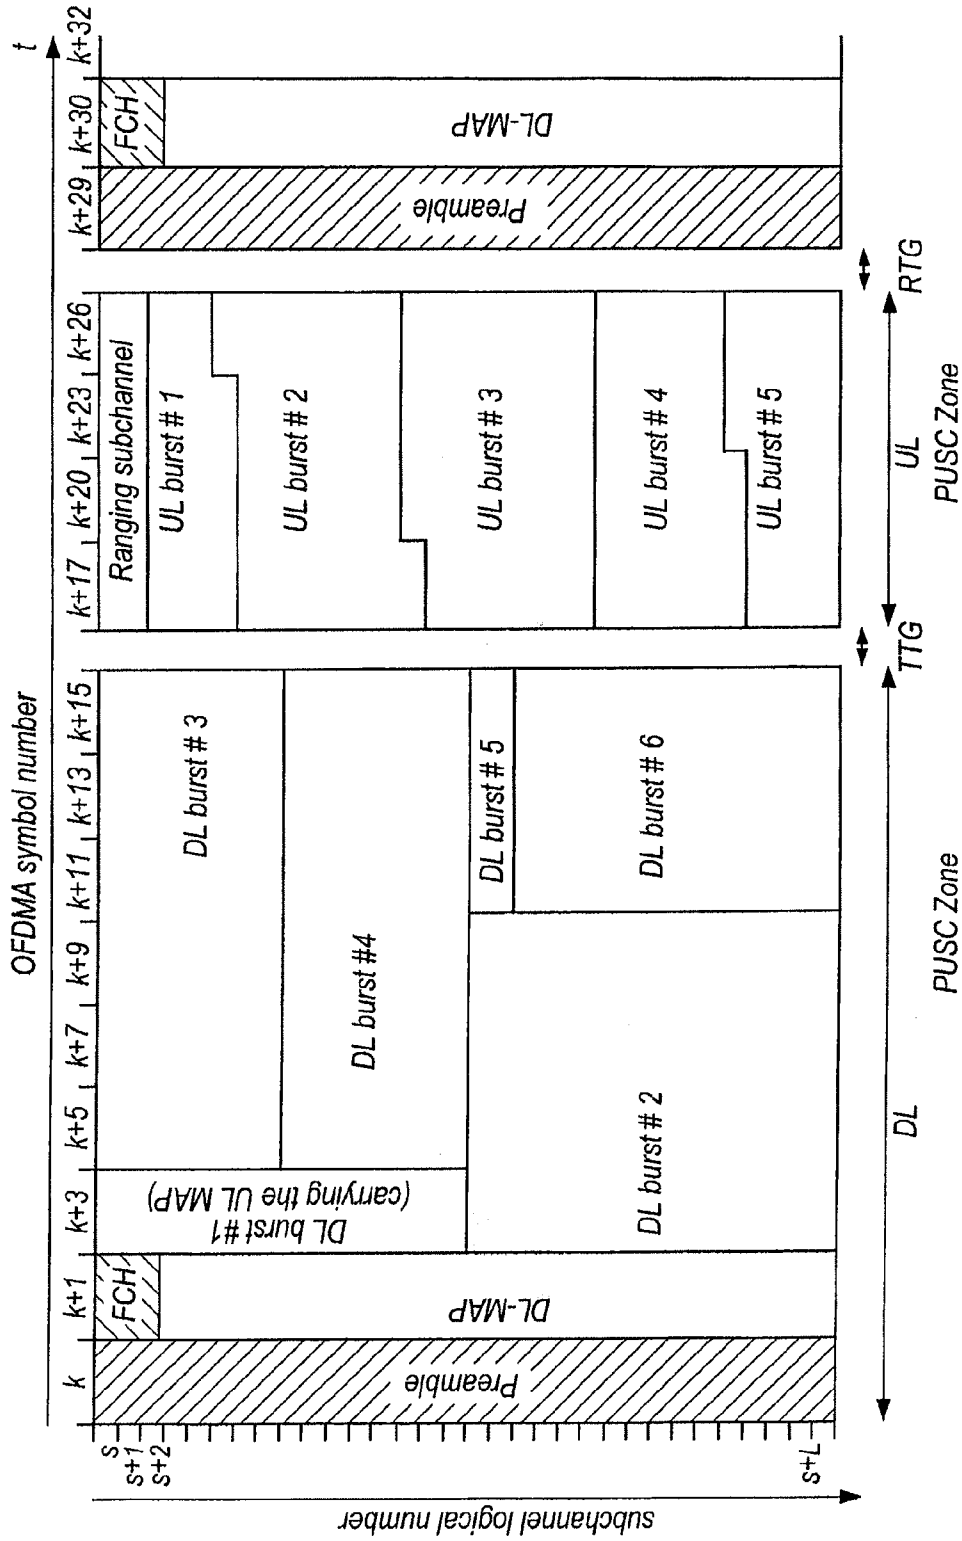 OFDMA symbol number
t
k
k+1
k+3
k+5
k+7
k+9
k+11
k+13
k+15
k+17
k+20
k+23
k+26
k+29
k+30
k+32
subchannel logical number
s
s+1
s+2
s+L
Preamble
FCH
DL-MAP
DL burst #1
(carrying the UL MAP)
DL burst # 2
DL burst # 3
DL burst #4
DL burst # 5
DL burst # 6
Ranging subchannel
UL burst # 1
UL burst # 2
UL burst # 3
UL burst # 4
UL burst # 5
Preamble
FCH
DL-MAP
DL
TTG
UL
RTG
PUSC Zone
PUSC Zone